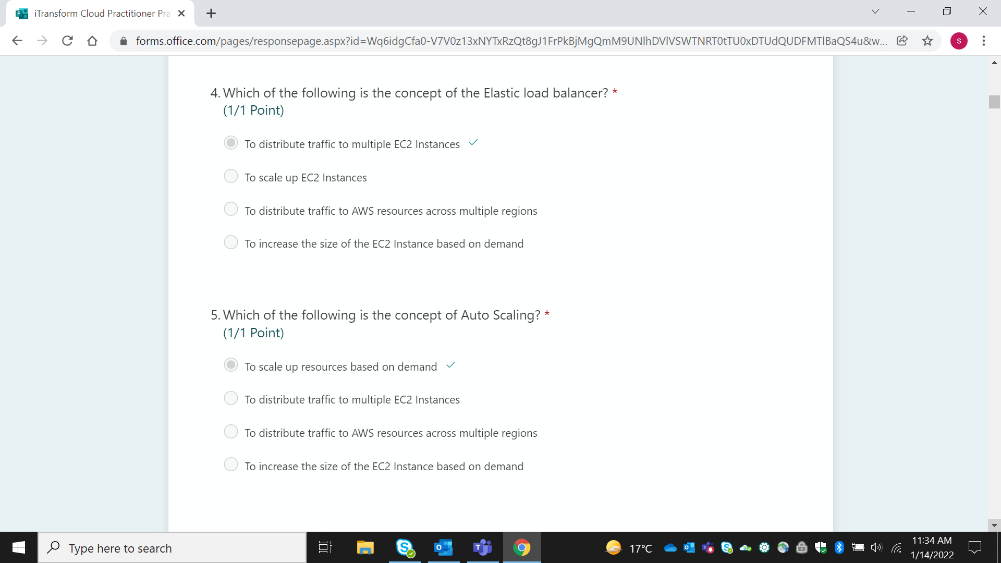 iTransform Cloud Practitioner Pra
forms.office.com/pages/responsepage.aspx?id=Wq6idgCfa0-V7V0z13xNYTxRzQt8gJ1FrPkBjMgQmM9UNlhDVlVSWTNRT0tTU0xDTUdQUDFMTlBaQS4u&w...
S
4. Which of the following is the concept of the Elastic load balancer? *
(1/1 Point)
To distribute traffic to multiple EC2 Instances
To scale up EC2 Instances
To distribute traffic to AWS resources across multiple regions
To increase the size of the EC2 Instance based on demand
5. Which of the following is the concept of Auto Scaling? *
(1/1 Point)
To scale up resources based on demand
To distribute traffic to multiple EC2 Instances
To distribute traffic to AWS resources across multiple regions
To increase the size of the EC2 Instance based on demand
Type here to search
17°C
11:34 AM
1/14/2022